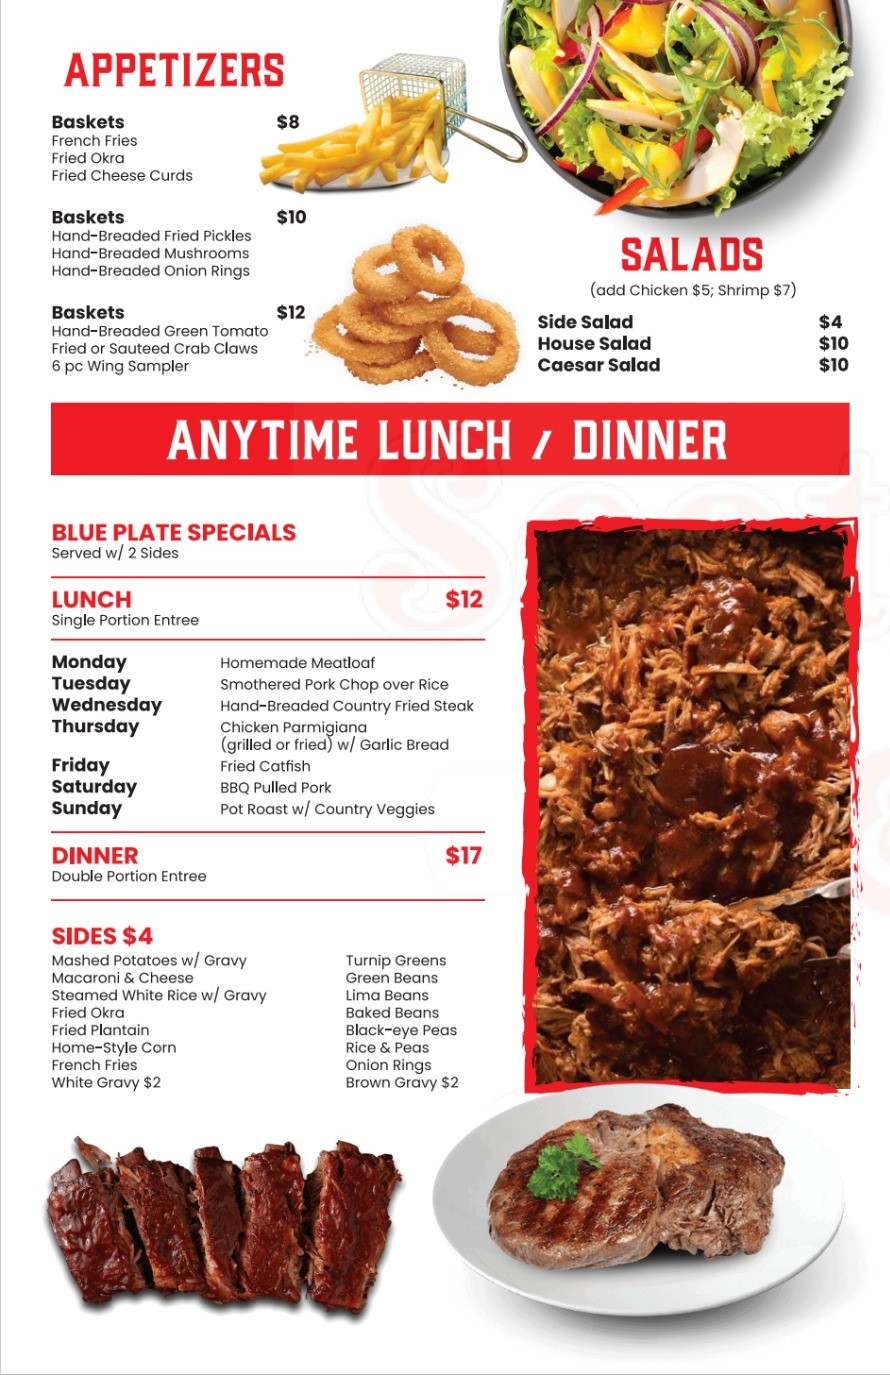 APPETIZERS
Baskets $8
French Fries
Fried Okra
Fried Cheese Curds
Baskets $10
Hand-Breaded Fried Pickles
Hand-Breaded Mushrooms
Hand-Breaded Onion Rings
Baskets $12
Hand-Breaded Green Tomato
Fried or Sauteed Crab Claws
6 pc Wing Sampler
SALADS
(add Chicken $5; Shrimp $7)
Side Salad $4
House Salad $10
Caesar Salad $10
ANYTIME LUNCH / DINNER
BLUE PLATE SPECIALS
Served w/ 2 Sides
LUNCH $12
Single Portion Entree
Monday Homemade Meatloaf
Tuesday Smothered Pork Chop over Rice
Wednesday Hand-Breaded Country Fried Steak
Thursday Chicken Parmigiana
(grilled or fried) w/ Garlic Bread
Friday Fried Catfish
Saturday BBQ Pulled Pork
Sunday Pot Roast w/ Country Veggies
DINNER $17
Double Portion Entree
SIDES $4
Mashed Potatoes w/ Gravy
Macaroni & Cheese
Steamed White Rice w/ Gravy
Fried Okra
Fried Plantain
Home-Style Corn
French Fries
White Gravy $2
Turnip Greens
Green Beans
Lima Beans
Baked Beans
Black-eye Peas
Rice & Peas
Onion Rings
Brown Gravy $2